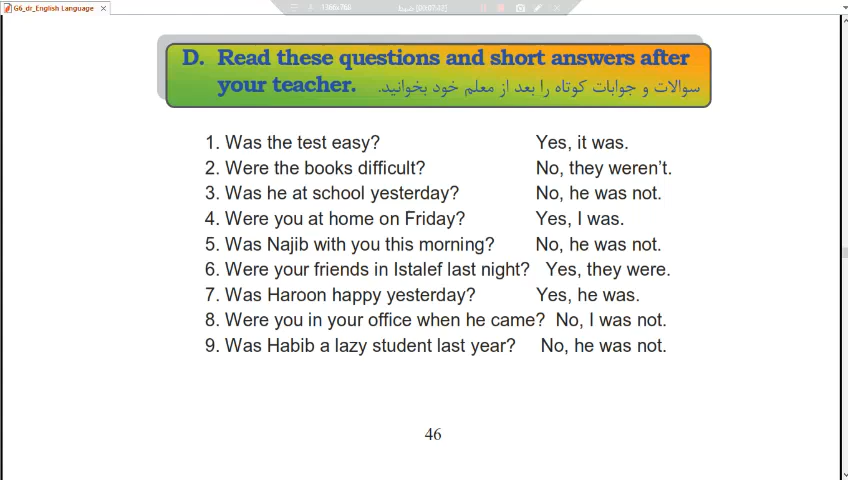 G6_dr_English Language
D. Read these questions and short answers after
your teacher. سوالات و جوابات کوتاه را بعد از معلم خود بخوانید.
1. Was the test easy? Yes, it was.
2. Were the books difficult? No, they weren’t.
3. Was he at school yesterday? No, he was not.
4. Were you at home on Friday? Yes, I was.
5. Was Najib with you this morning? No, he was not.
6. Were your friends in Istalef last night? Yes, they were.
7. Was Haroon happy yesterday? Yes, he was.
8. Were you in your office when he came? No, I was not.
9. Was Habib a lazy student last year? No, he was not.
46